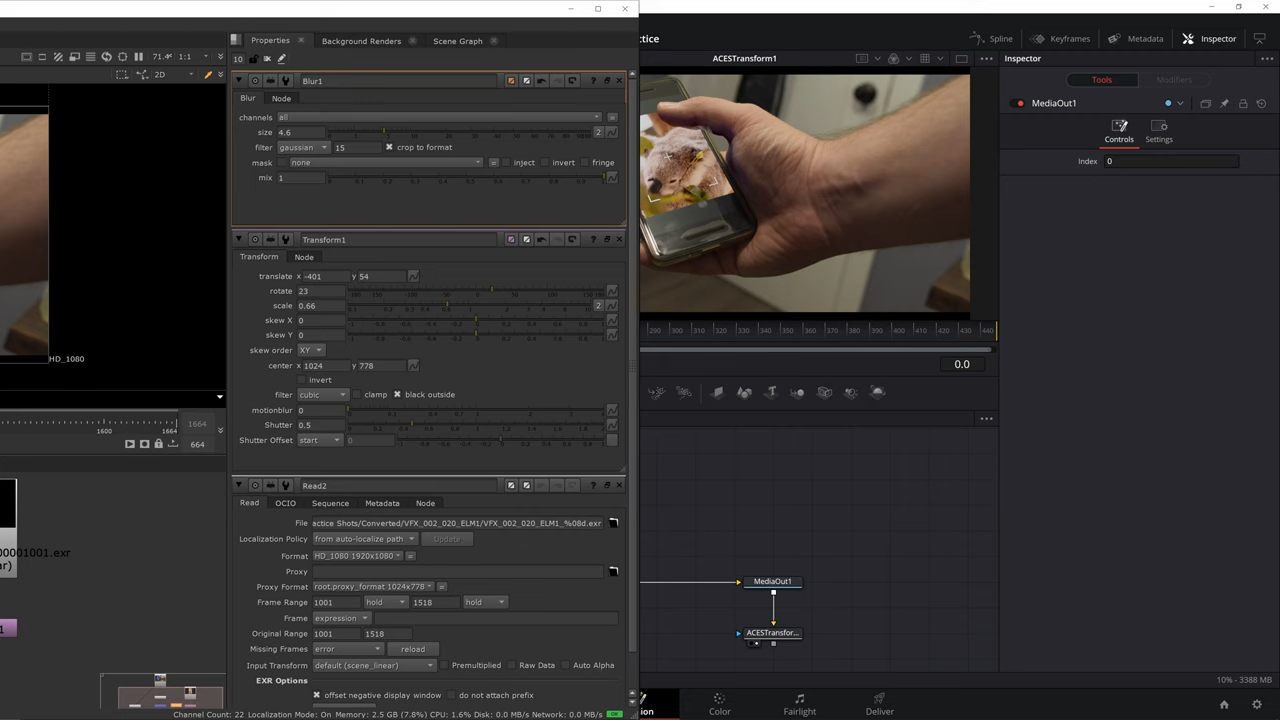 Properties
Background Renders
Scene Graph
71.4
1:1
2D
10
Blur1
Blur
Node
channels
all
size
4.6
2
filter
gaussian
15
crop to format
mask
none
inject
invert
fringe
mix
1
Transform1
Transform
Node
translate
x -401
y 54
rotate
23
scale
0.66
2
skew X
0
skew Y
0
skew order
XY
center
x 1024
y 778
invert
filter
cubic
clamp
black outside
motionblur
0
Shutter
0.5
Shutter Offset
start
0
Read2
Read
OCIO
Sequence
Metadata
Node
File
actice Shots/Converted/VFX_002_020_ELM1/VFX_002_020_ELM1_%08d.exr
Localization Policy
from auto-localize path
Update
Format
HD_1080 1920x1080
Proxy
Proxy Format
root.proxy_format 1024x778
Frame Range
1001
hold
1518
hold
Frame
expression
Original Range
1001
1518
Missing Frames
error
reload
Input Transform
default (scene_linear)
Premultiplied
Raw Data
Auto Alpha
EXR Options
offset negative display window
do not attach prefix
Channel Count: 22 Localization Mode: On Memory: 2.5 GB (7.8%) CPU: 1.6% Disk: 0.0 MB/s Network: 0.0 MB/s
HD_1080
1600
1664
1664
664
00001001.exr
ctice
Spline
Keyframes
Metadata
Inspector
ACESTransform1
Inspector
Tools
Modifiers
MediaOut1
Controls
Settings
Index
0
290 300 310 320 330 340 350 360 370 380 390 400 410 420 430 440
0.0
MediaOut1
ACESTransfor...
10% - 3388 MB
ion
Color
Fairlight
Deliver